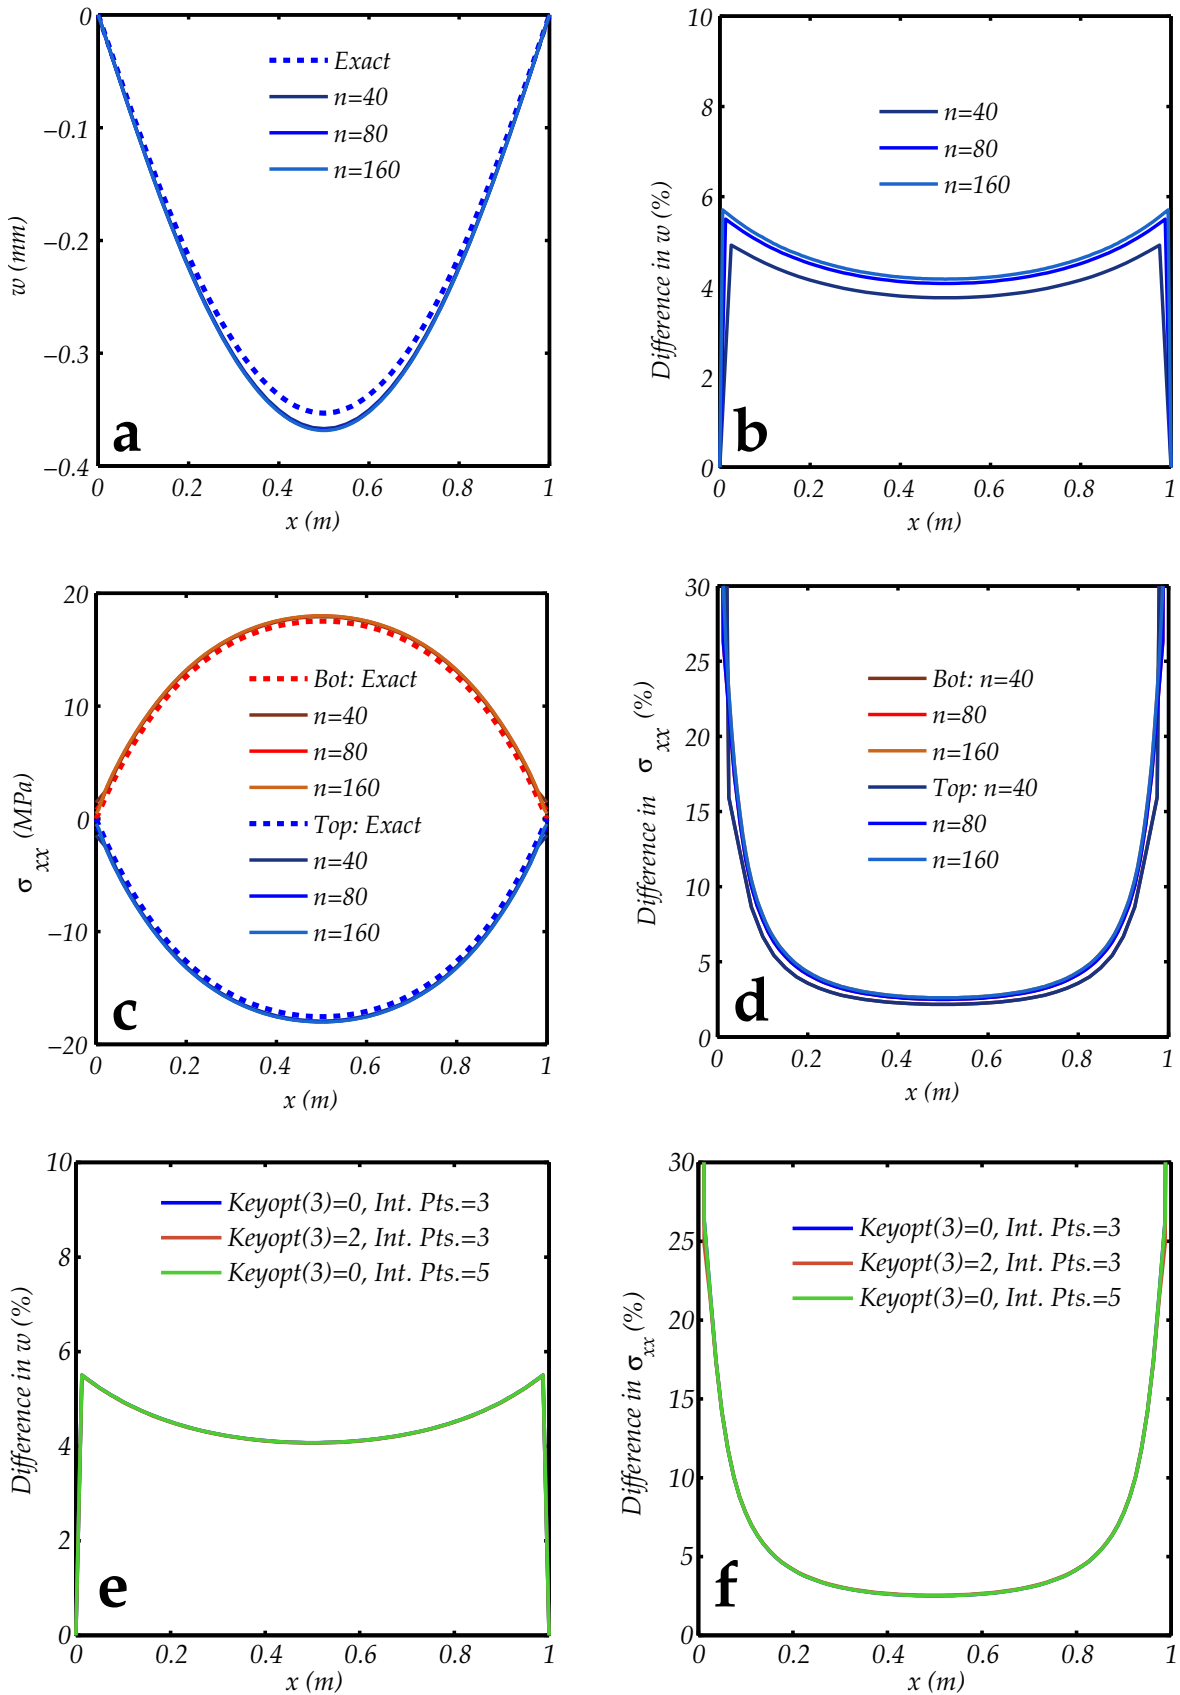 0
−0.1
−0.2
−0.3
−0.4
w (mm)
Exact
n=40
n=80
n=160
a
0 0.2 0.4 0.6 0.8 1
x (m)
10
8
6
4
2
0
Difference in w (%)
n=40
n=80
n=160
b
0 0.2 0.4 0.6 0.8 1
x (m)
20
10
0
−10
−20
σxx (MPa)
Bot: Exact
n=40
n=80
n=160
Top: Exact
n=40
n=80
n=160
c
0 0.2 0.4 0.6 0.8 1
x (m)
30
25
20
15
10
5
0
Difference in σxx (%)
Bot: n=40
n=80
n=160
Top: n=40
n=80
n=160
d
0 0.2 0.4 0.6 0.8 1
x (m)
10
8
6
4
2
0
Difference in w (%)
Keyopt(3)=0, Int. Pts.=3
Keyopt(3)=2, Int. Pts.=3
Keyopt(3)=0, Int. Pts.=5
e
0 0.2 0.4 0.6 0.8 1
x (m)
30
25
20
15
10
5
0
Difference in σxx (%)
Keyopt(3)=0, Int. Pts.=3
Keyopt(3)=2, Int. Pts.=3
Keyopt(3)=0, Int. Pts.=5
f
0 0.2 0.4 0.6 0.8 1
x (m)